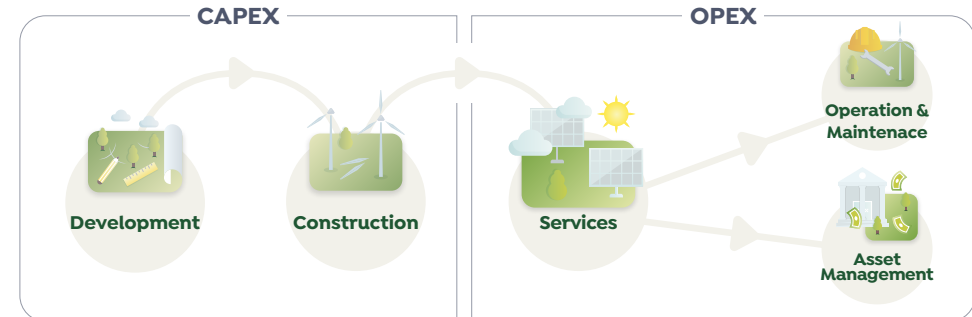 CAPEX
OPEX
Development
Construction
Services
Operation &
Maintenace
Asset
Management